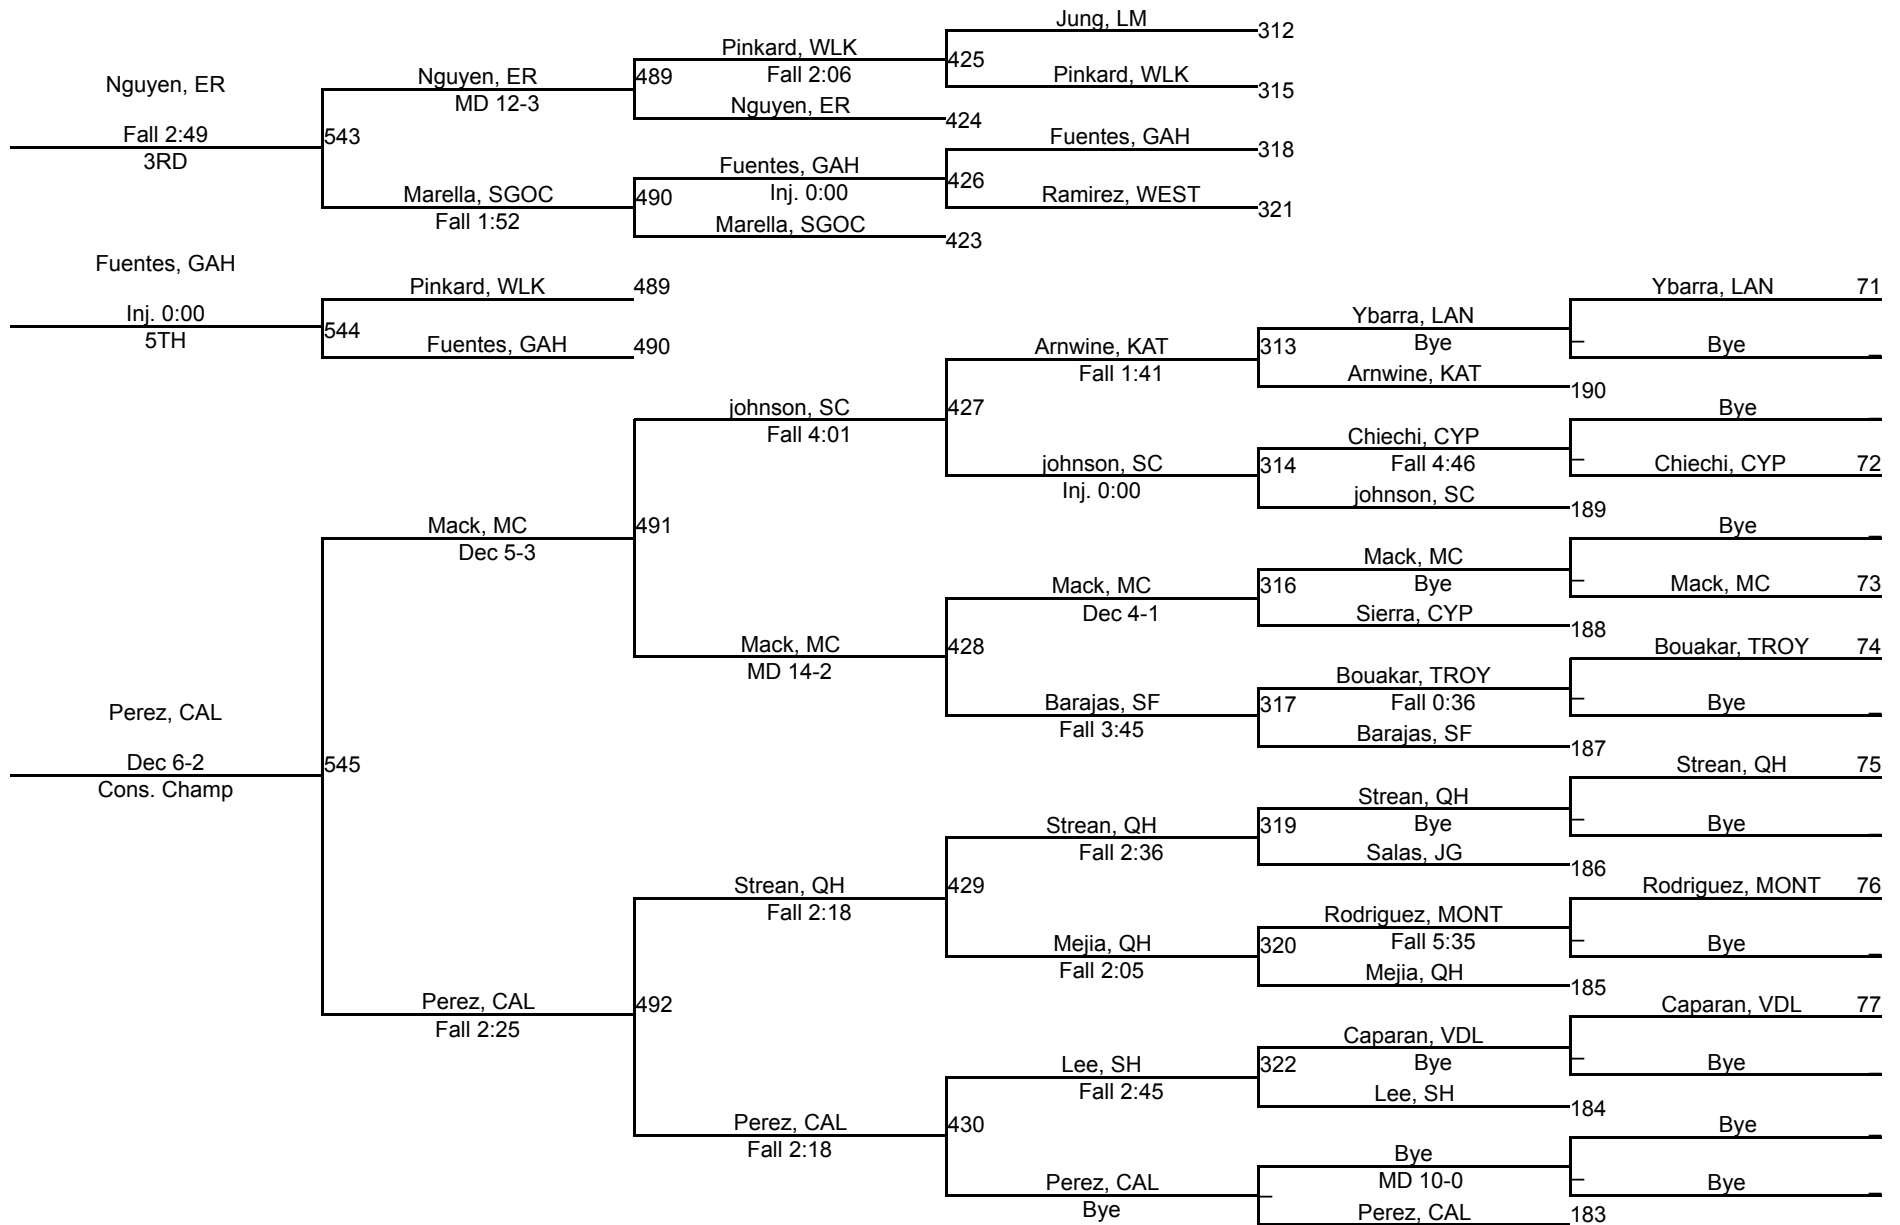 Jung, LM
312
Pinkard, WLK
425
Nguyen, ER
Nguyen, ER
489
Fall 2:06
Pinkard, WLK
315
MD 12-3
Nguyen, ER
424
Fall 2:49
543
Fuentes, GAH
318
3RD
Fuentes, GAH
426
Marella, SGOC
490
Inj. 0:00
Ramirez, WEST
321
Fall 1:52
Marella, SGOC
423
Fuentes, GAH
Pinkard, WLK
489
Ybarra, LAN
71
Inj. 0:00
544
Ybarra, LAN
5TH
Fuentes, GAH
490
Arnwine, KAT
313
Bye
_
Bye
_
Fall 1:41
Arnwine, KAT
190
johnson, SC
427
Bye
_
Fall 4:01
Chiechi, CYP
johnson, SC
314
Fall 4:46
_
Chiechi, CYP
72
Inj. 0:00
johnson, SC
189
Mack, MC
491
Bye
_
Dec 5-3
Mack, MC
Mack, MC
316
Bye
_
Mack, MC
73
Dec 4-1
Sierra, CYP
188
Mack, MC
428
Bouakar, TROY
74
MD 14-2
Bouakar, TROY
Barajas, SF
317
Fall 0:36
_
Bye
_
Fall 3:45
Barajas, SF
187
Perez, CAL
Dec 6-2
545
Strean, QH
75
Cons. Champ
Strean, QH
Strean, QH
319
Bye
_
Bye
_
Fall 2:36
Salas, JG
186
Strean, QH
429
Rodriguez, MONT
76
Fall 2:18
Rodriguez, MONT
Mejia, QH
320
Fall 5:35
_
Bye
_
Fall 2:05
Mejia, QH
185
Perez, CAL
492
Caparan, VDL
77
Fall 2:25
Caparan, VDL
Lee, SH
322
Bye
_
Bye
_
Fall 2:45
Lee, SH
184
Perez, CAL
430
Bye
_
Fall 2:18
Bye
Perez, CAL
_
MD 10-0
_
Bye
_
Bye
Perez, CAL
183